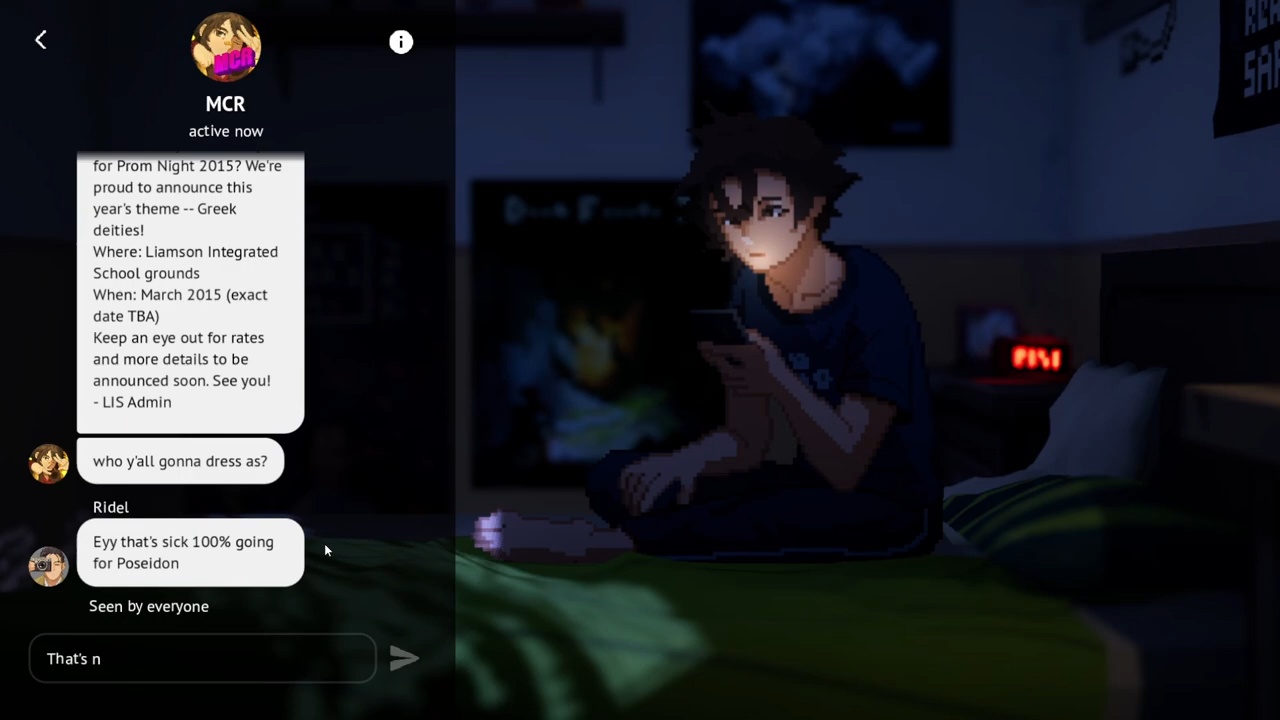 MCR
MCR
active now
for Prom Night 2015? We're
proud to announce this
year's theme -- Greek
deities!
Where: Liamson Integrated
School grounds
When: March 2015 (exact
date TBA)
Keep an eye out for rates
and more details to be
announced soon. See you!
- LIS Admin
who y'all gonna dress as?
Ridel
Eyy that's sick 100% going
for Poseidon
Seen by everyone
That's n